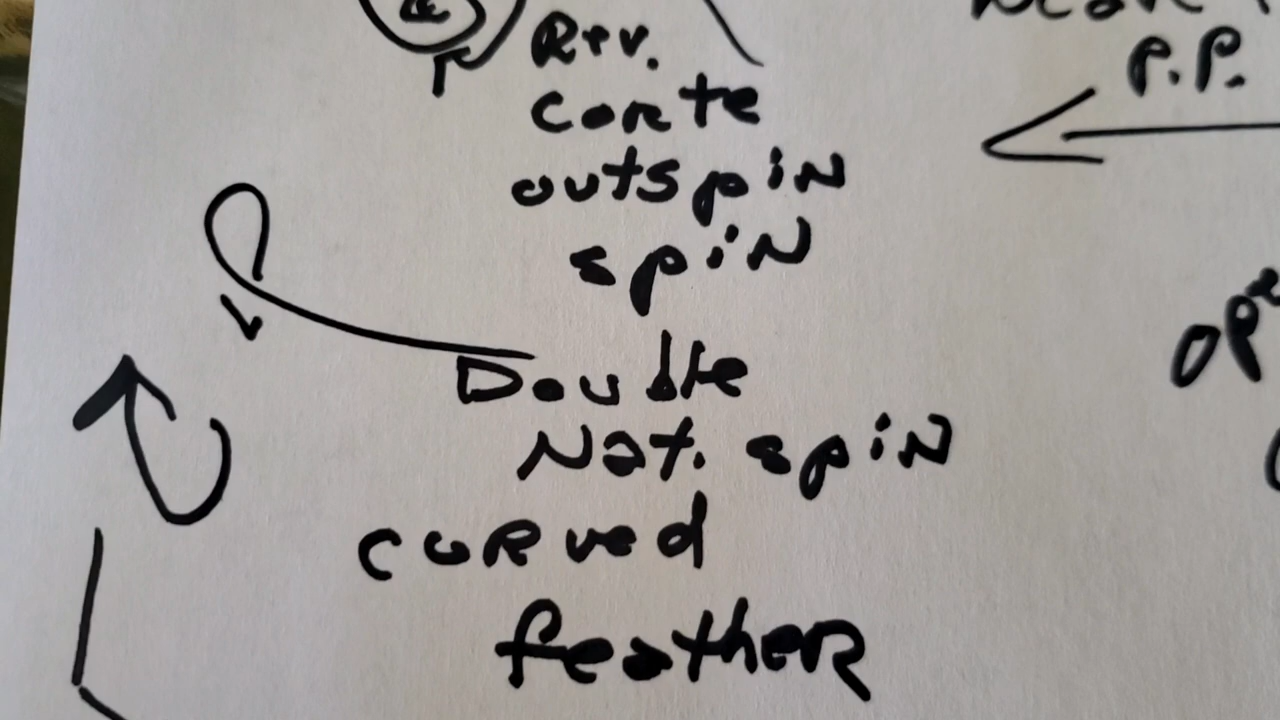 Rev.
Corte
outspin
spin
Double
Nat. spin
curved
feather
P.P.